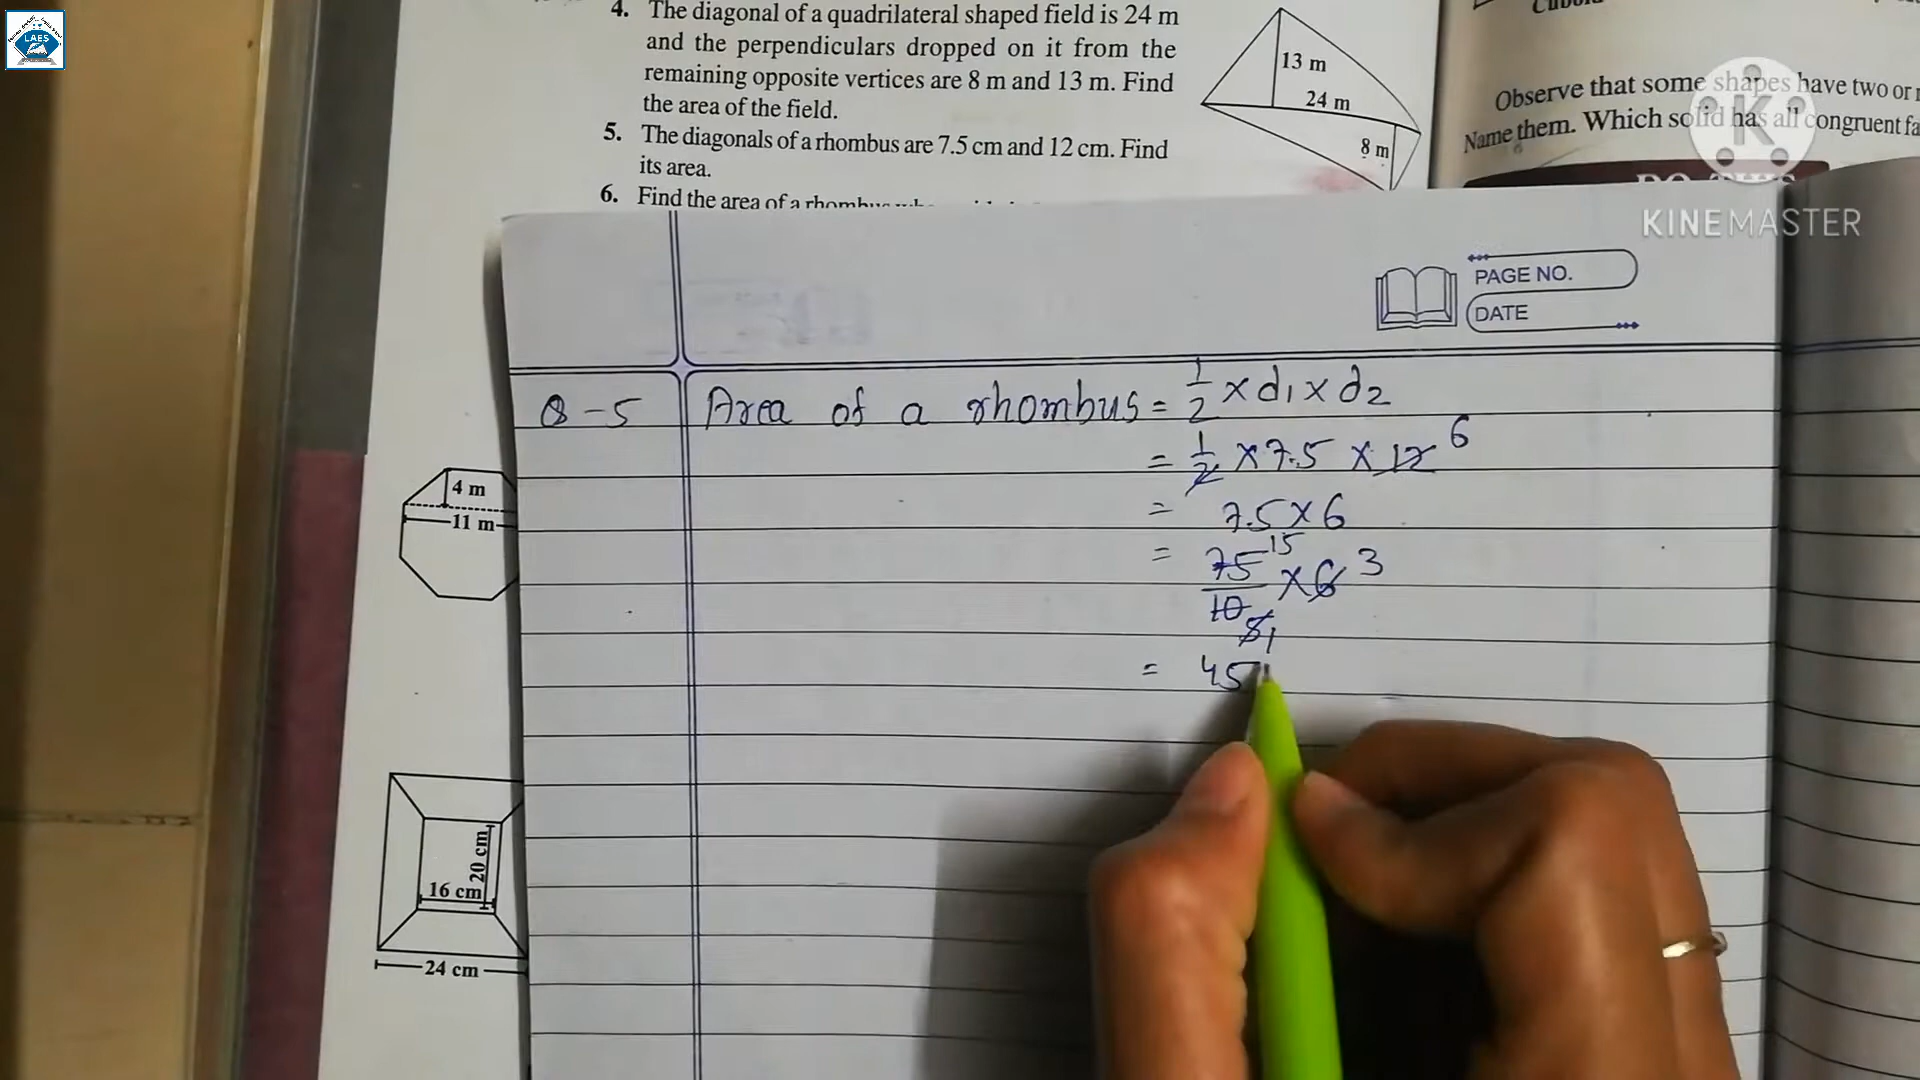 LAES
4. The diagonal of a quadrilateral shaped field is 24 m
and the perpendiculars dropped on it from the
remaining opposite vertices are 8 m and 13 m. Find
the area of the field.
13 m
24 m
8 m
5. The diagonals of a rhombus are 7.5 cm and 12 cm. Find
its area.
6. Find the area of a rhombus
Observe that some shapes have two or
Name them. Which solid has all congruent
DO THIS
KINEMASTER
PAGE NO.
DATE
Q-5 Area of a rhombus = 1/2 x d1 x d2
= 1/2 x 7.5 x 12 6
= 7.5 x 6
= 75/10 15 x 6 3
5 1
= 45
4 m
11 m
20 cm
16 cm
24 cm